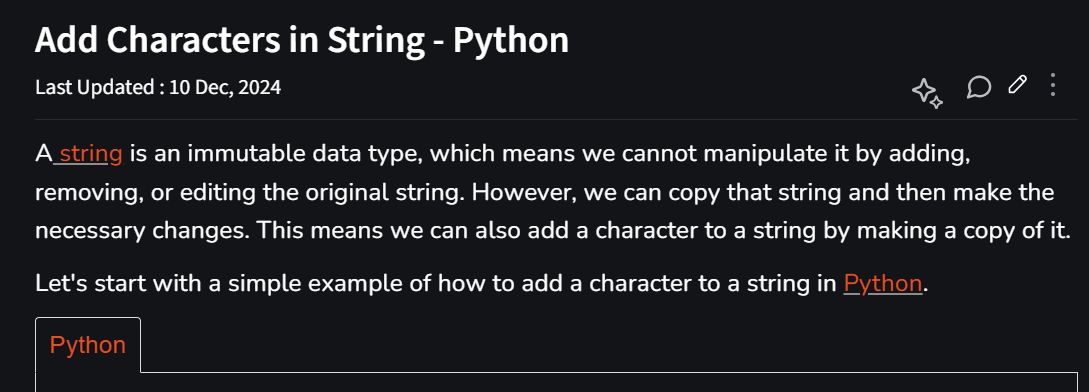 Add Characters in String - Python
Last Updated : 10 Dec, 2024
A string is an immutable data type, which means we cannot manipulate it by adding,
removing, or editing the original string. However, we can copy that string and then make the
necessary changes. This means we can also add a character to a string by making a copy of it.
Let's start with a simple example of how to add a character to a string in Python.
Python